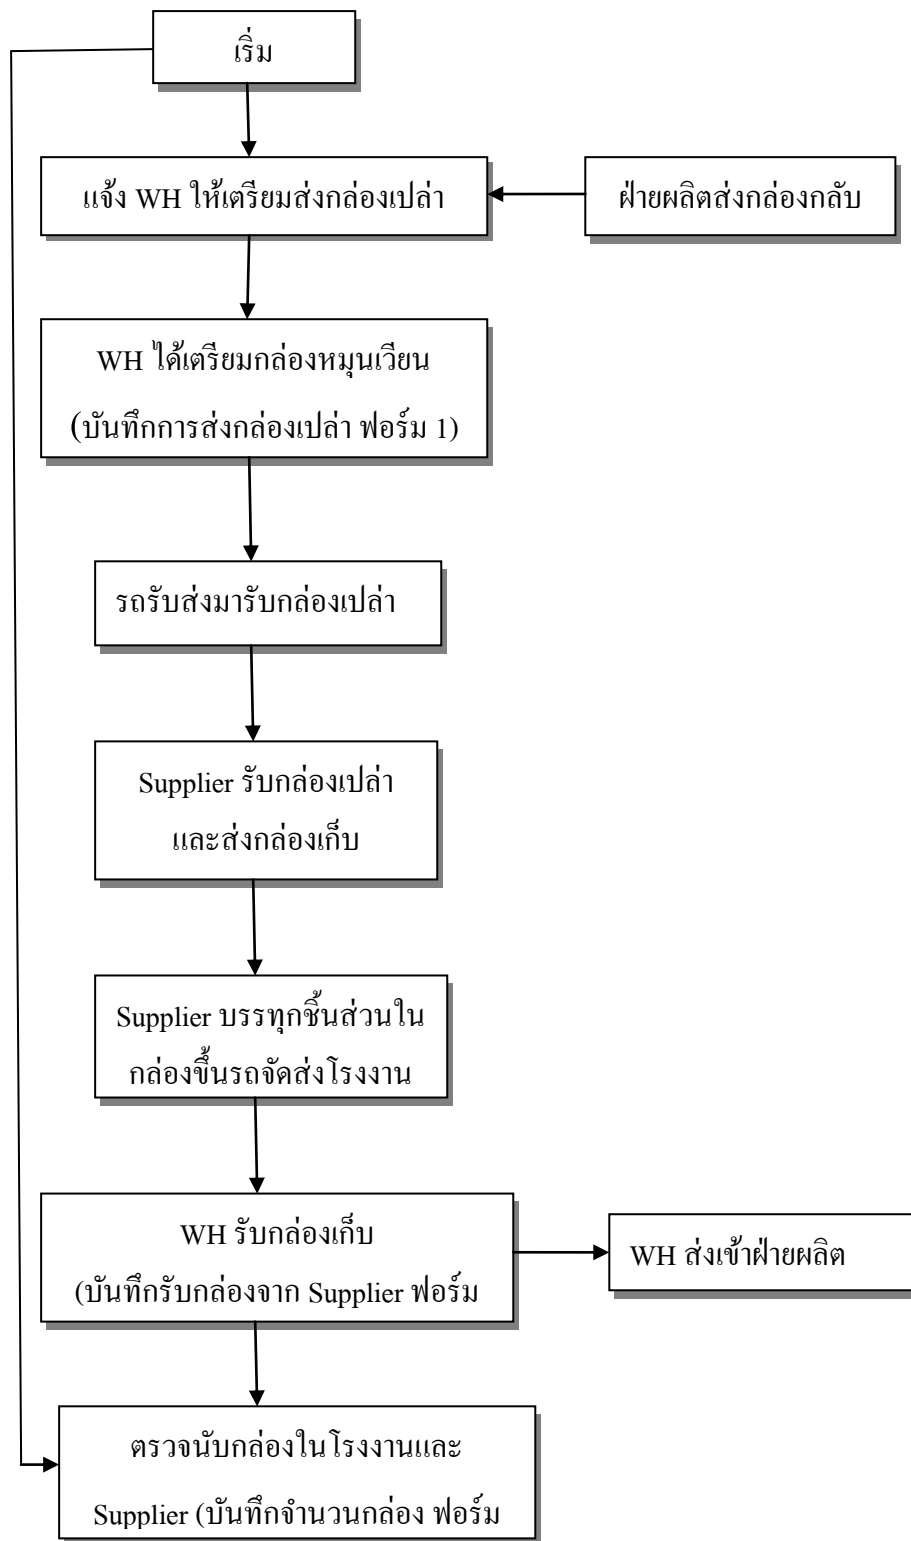 เริ่ม
แจ้ง WH ให้เตรียมส่งกล่องเปล่า
ฝ่ายผลิตส่งกล่องกลับ
WH ได้เตรียมกล่องหมุนเวียน
(บันทึกการส่งกล่องเปล่า ฟอร์ม 1)
รถรับส่งมารับกล่องเปล่า
Supplier รับกล่องเปล่า
และส่งกล่องเก็บ
Supplier บรรทุกชิ้นส่วนใน
กล่องขึ้นรถจัดส่งโรงงาน
WH รับกล่องเก็บ
(บันทึกรับกล่องจาก Supplier ฟอร์ม
WH ส่งเข้าฝ่ายผลิต
ตรวจนับกล่องในโรงงานและ
Supplier (บันทึกจำนวนกล่อง ฟอร์ม